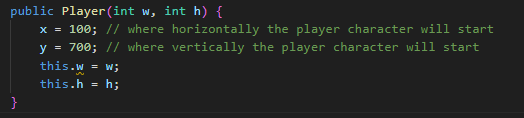 public Player(int w, int h) {
x = 100; // where horizontally the player character will start
y = 700; // where vertically the player character will start
this.w = w;
this.h = h;
}